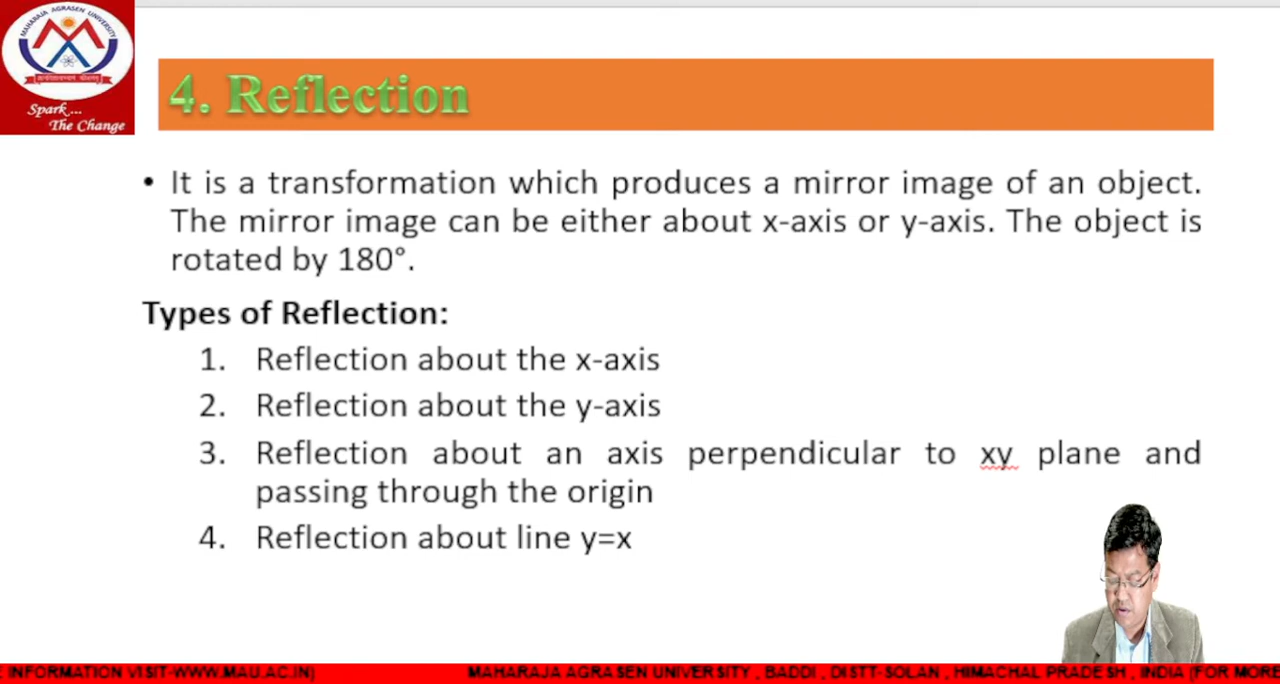 MAHARAJA AGRASEN UNIVERSITY
Spark...
The Change
4. Reflection
• It is a transformation which produces a mirror image of an object.
The mirror image can be either about x-axis or y-axis. The object is
rotated by 180°.
Types of Reflection:
1. Reflection about the x-axis
2. Reflection about the y-axis
3. Reflection about an axis perpendicular to xy plane and
passing through the origin
4. Reflection about line y=x
INFORMATION VISIT-WWW.MAU.AC.IN) MAHARAJA AGRASEN UNIVERSITY , BADDI , DISTT-SOLAN , HIMACHAL PRADESH , INDIA (FOR MORE